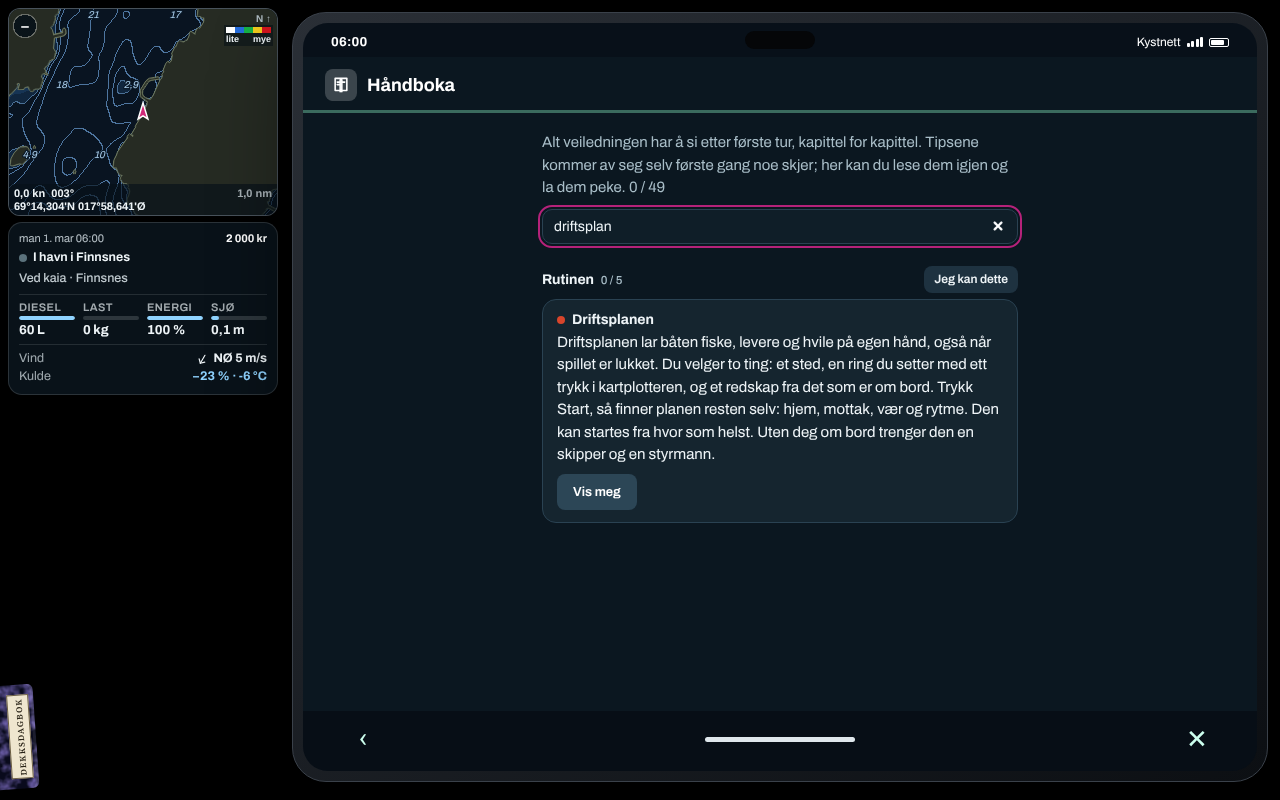 21
17
N ↑
lite mye
18
2,9
4,9
10
0,0 kn 003°
1,0 nm
69°14,304'N 017°58,641'Ø
man 1. mar 06:00
2 000 kr
I havn i Finnsnes
Ved kaia · Finnsnes
DIESEL LAST ENERGI SJØ
60 L 0 kg 100 % 0,1 m
Vind ↙ NØ 5 m/s
Kulde −23 % · -6 °C
DEKKSDAGBOK
06:00
Kystnett
Håndboka
Alt veiledningen har å si etter første tur, kapittel for kapittel. Tipsene
kommer av seg selv første gang noe skjer; her kan du lese dem igjen og
la dem peke. 0 / 49
driftsplan
Rutinen 0 / 5
Jeg kan dette
Driftsplanen
Driftsplanen lar båten fiske, levere og hvile på egen hånd, også når
spillet er lukket. Du velger to ting: et sted, en ring du setter med ett
trykk i kartplotteren, og et redskap fra det som er om bord. Trykk
Start, så finner planen resten selv: hjem, mottak, vær og rytme. Den
kan startes fra hvor som helst. Uten deg om bord trenger den en
skipper og en styrmann.
Vis meg